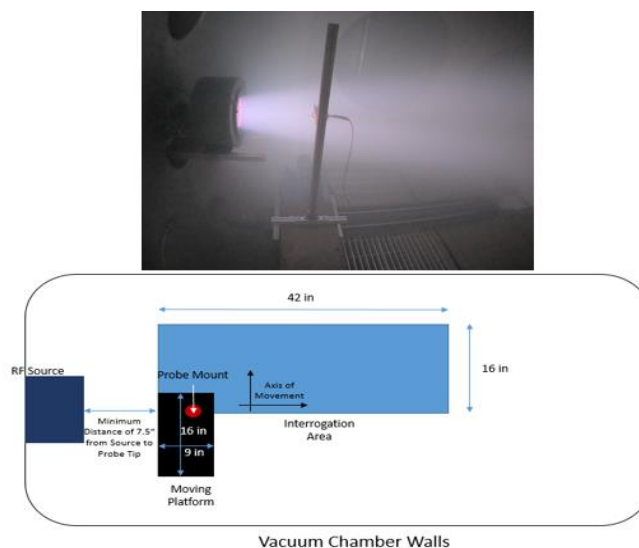 42 in
16 in
RF Source
Probe Mount
Axis of
Movement
Minimum
Distance of 7.5"
from Source to
Probe Tip
16 in
9 in
Interrogation
Area
Moving
Platform
Vacuum Chamber Walls